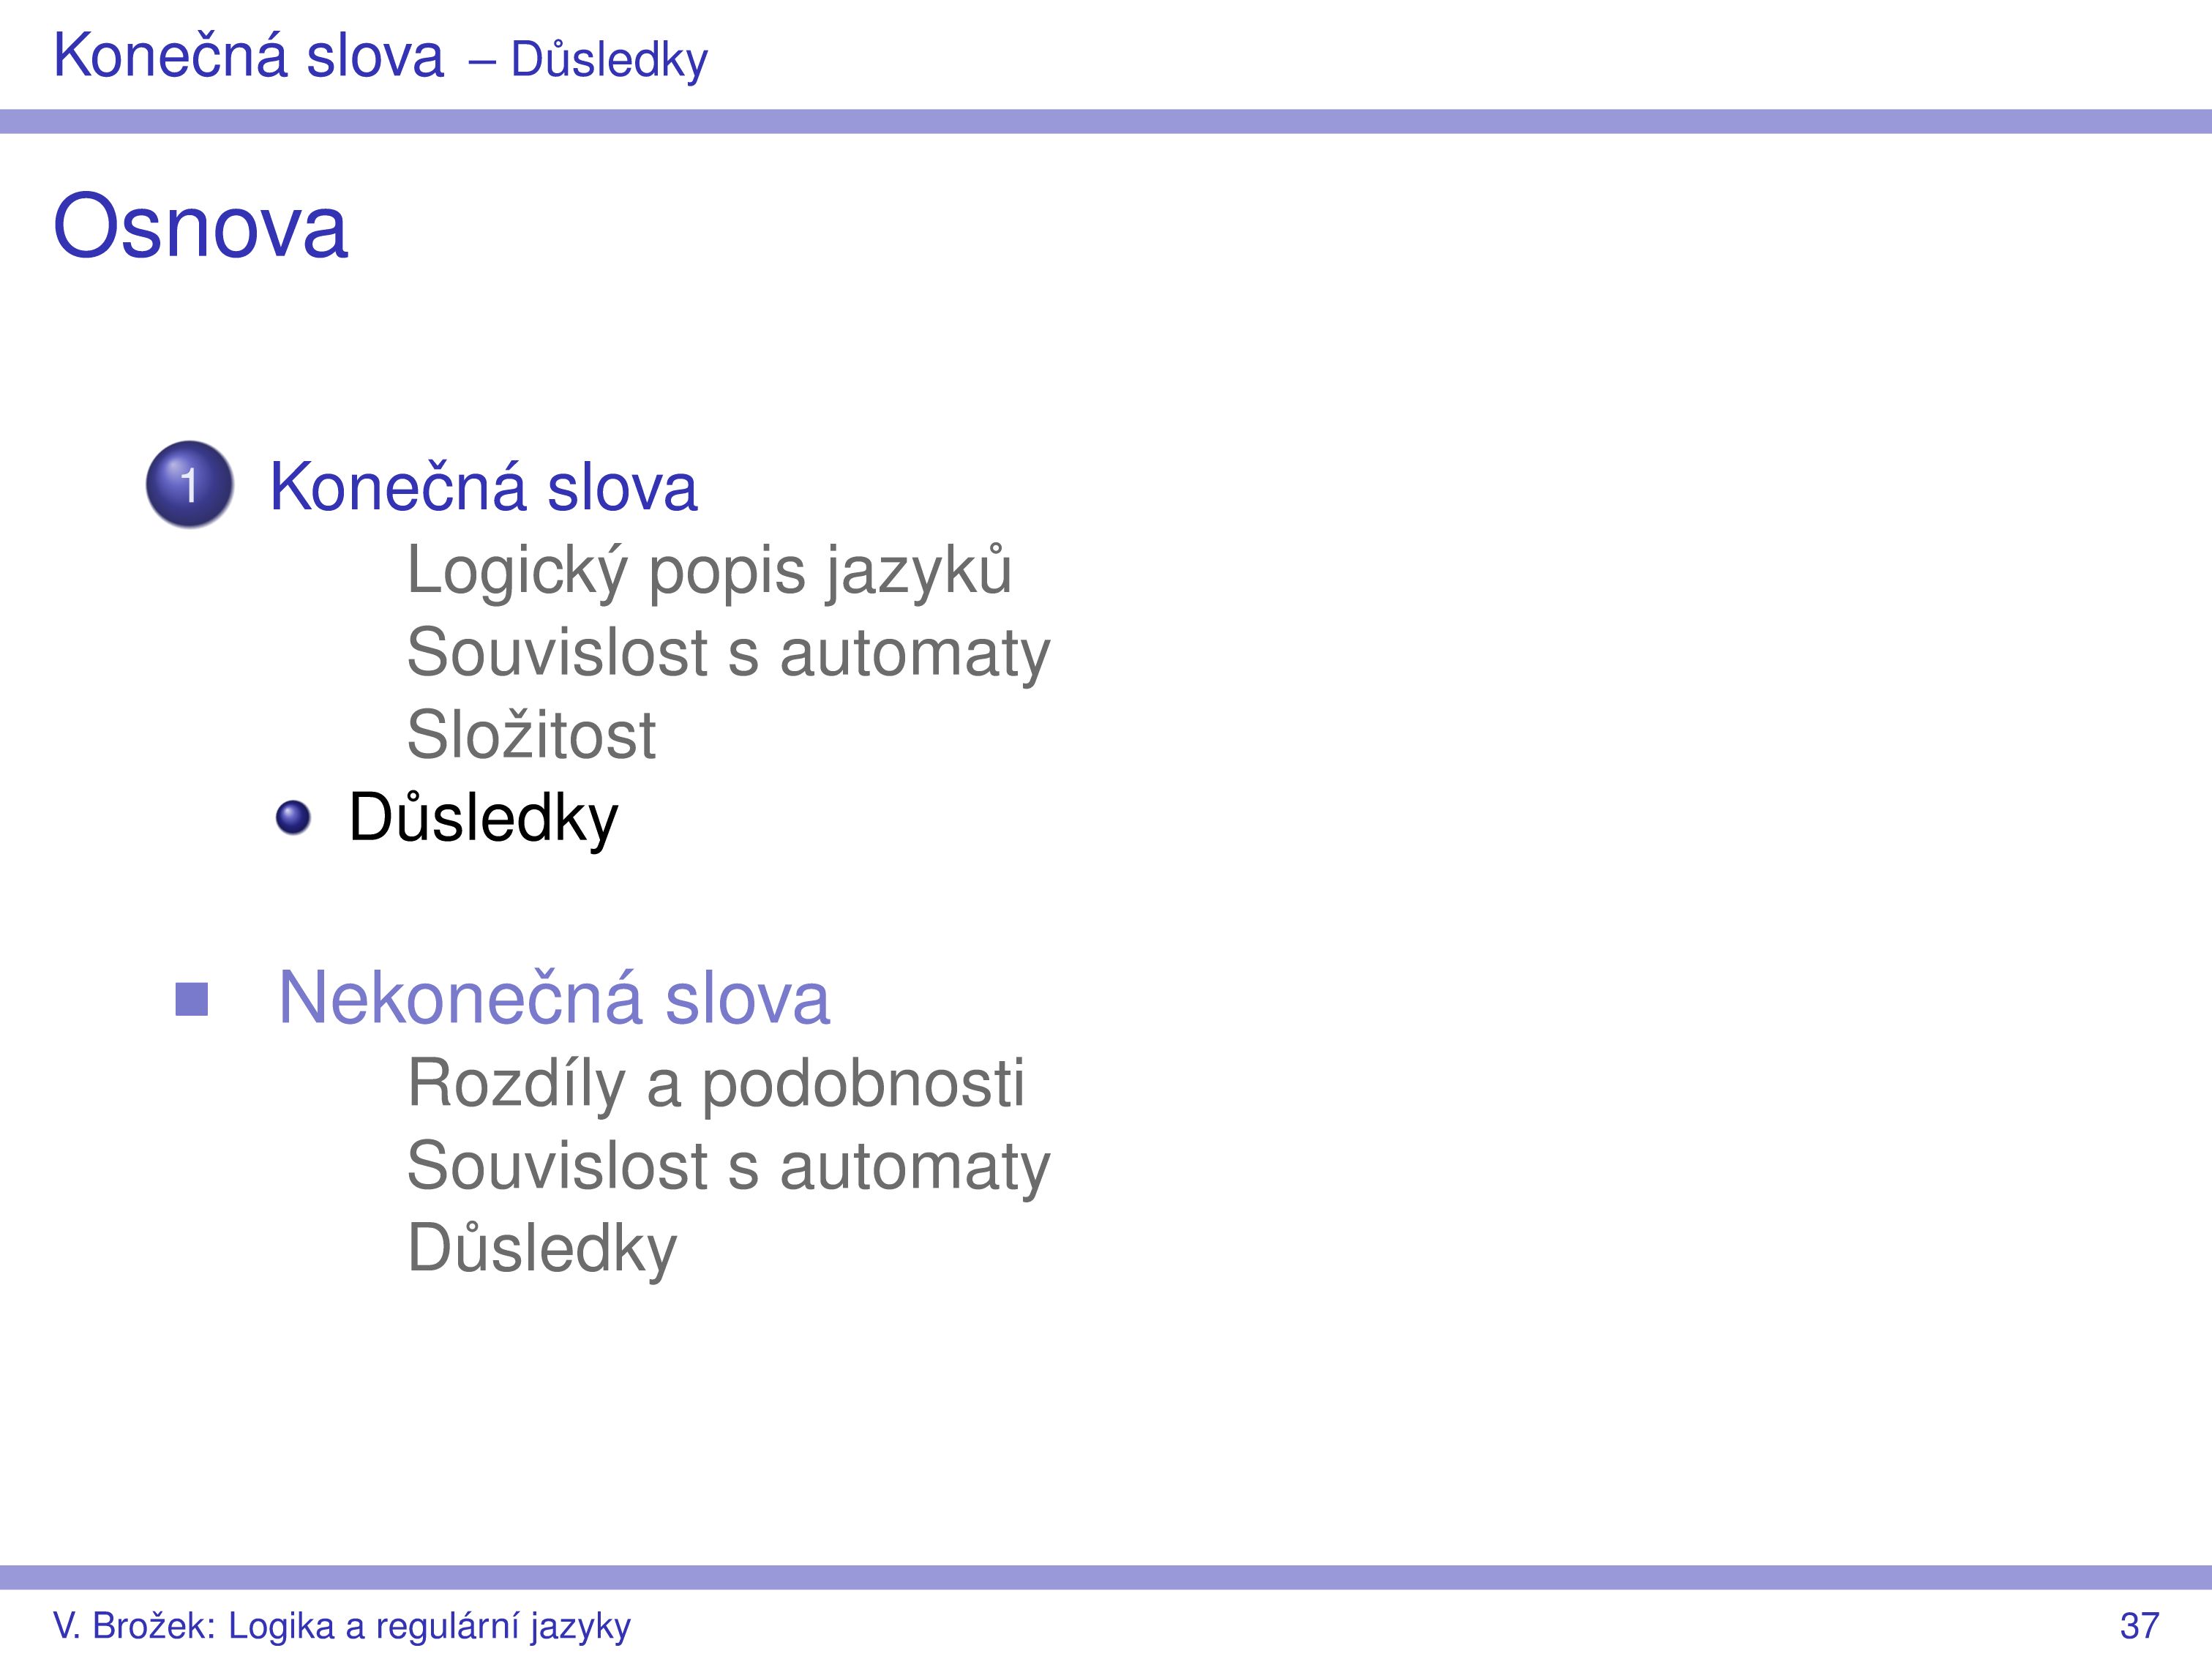 Konečná slova – Důsledky
Osnova
1 Konečná slova
Logický popis jazyků
Souvislost s automaty
Složitost
Důsledky
Nekonečná slova
Rozdíly a podobnosti
Souvislost s automaty
Důsledky
V. Brožek: Logika a regulární jazyky 37